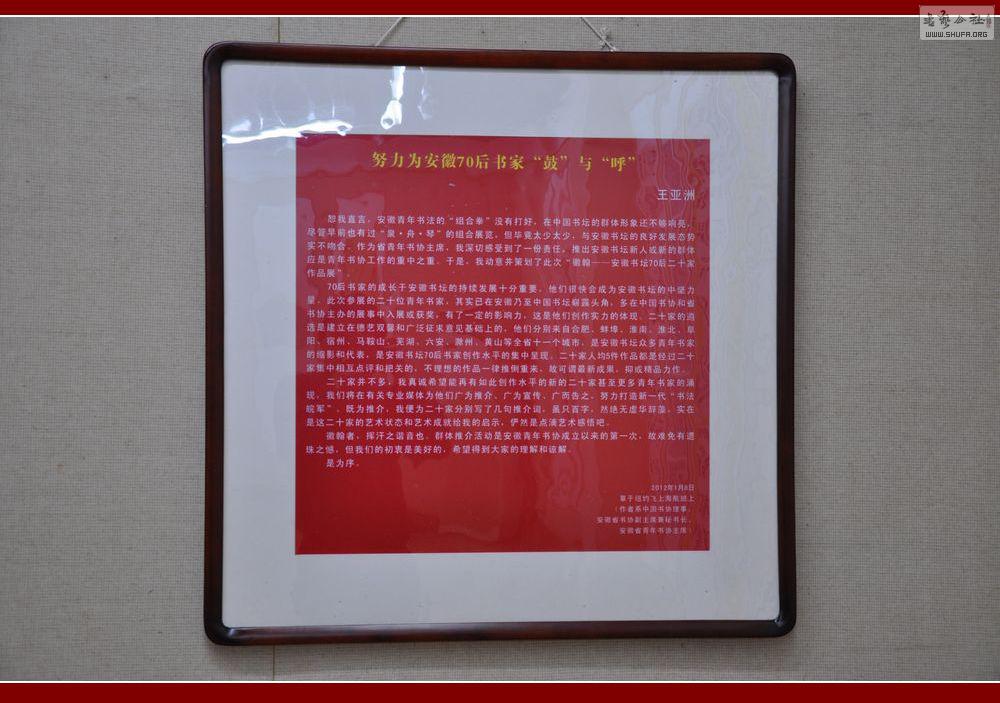 WWW.SHUFA.ORG
努力为安徽70后书家“鼓”与“呼”
王亚洲
恕我直言，安徽青年书法的“组合拳”没有打好，在中国书坛的群体形象还不够响亮，
尽管早前也有过“泉·舟·琴”的组合展览，但毕竟太少太少，与安徽书坛的良好发展态势
实不吻合。作为省青年书协主席，我深切感受到了一份责任，推出安徽书坛新人或新的群体
应是青年书协工作的重中之重。于是，我动意并策划了此次“徽翰——安徽书坛70后二十家
作品展”。
70后书家的成长于安徽书坛的持续发展十分重要，他们很快会成为安徽书坛的中坚力
量。此次参展的二十位青年书家，其实已在安徽乃至中国书坛崭露头角，多在中国书协和省
书协主办的展事中入展或获奖，有了一定的影响力，这是他们创作实力的体现。二十家的遴
选是建立在德艺双馨和广泛征求意见基础上的，他们分别来自合肥、蚌埠、淮南、淮北、阜
阳、宿州、马鞍山、芜湖、六安、滁州、黄山等全省十一个城市，是安徽书坛众多青年书家
的缩影和代表，是安徽书坛70后书家创作水平的集中呈现。二十家人均5件作品都是经过二十
家集中相互点评和把关的，不理想的作品一律推倒重来，故可谓最新成果，抑或精品力作。
二十家并不多，我真诚希望能再有如此创作水平的新的二十家甚至更多青年书家的涌
现，我们将在有关专业媒体为他们广为推介、广为宣传、广而告之，努力打造新一代“书法
皖军”。既为推介，我便为二十家分别写了几句推介词，虽只百字，然绝无虚华辞藻，实在
是这二十家的艺术状态和艺术成就给我的启示，俨然是点滴艺术感悟吧。
徽翰者，挥汗之谐音也。群体推介活动是安徽青年书协成立以来的第一次，故难免有遗
珠之憾，但我们的初衷是美好的，希望得到大家的理解和谅解。
是为序。
2012年1月8日
草于纽约飞上海航班上
（作者系中国书协理事、
安徽省书协副主席兼秘书长、
安徽省青年书协主席）